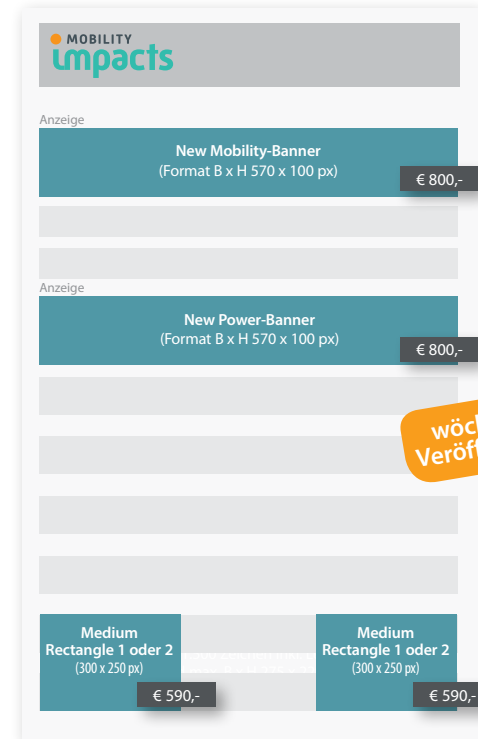 MOBILITY
impacts
Anzeige
New Mobility-Banner
(Format B x H 570 x 100 px)
€ 800,-
Anzeige
New Power-Banner
(Format B x H 570 x 100 px)
€ 800,-
Medium
Rectangle 1 oder 2
(300 x 250 px)
€ 590,-
Medium
Rectangle 1 oder 2
(300 x 250 px)
€ 590,-